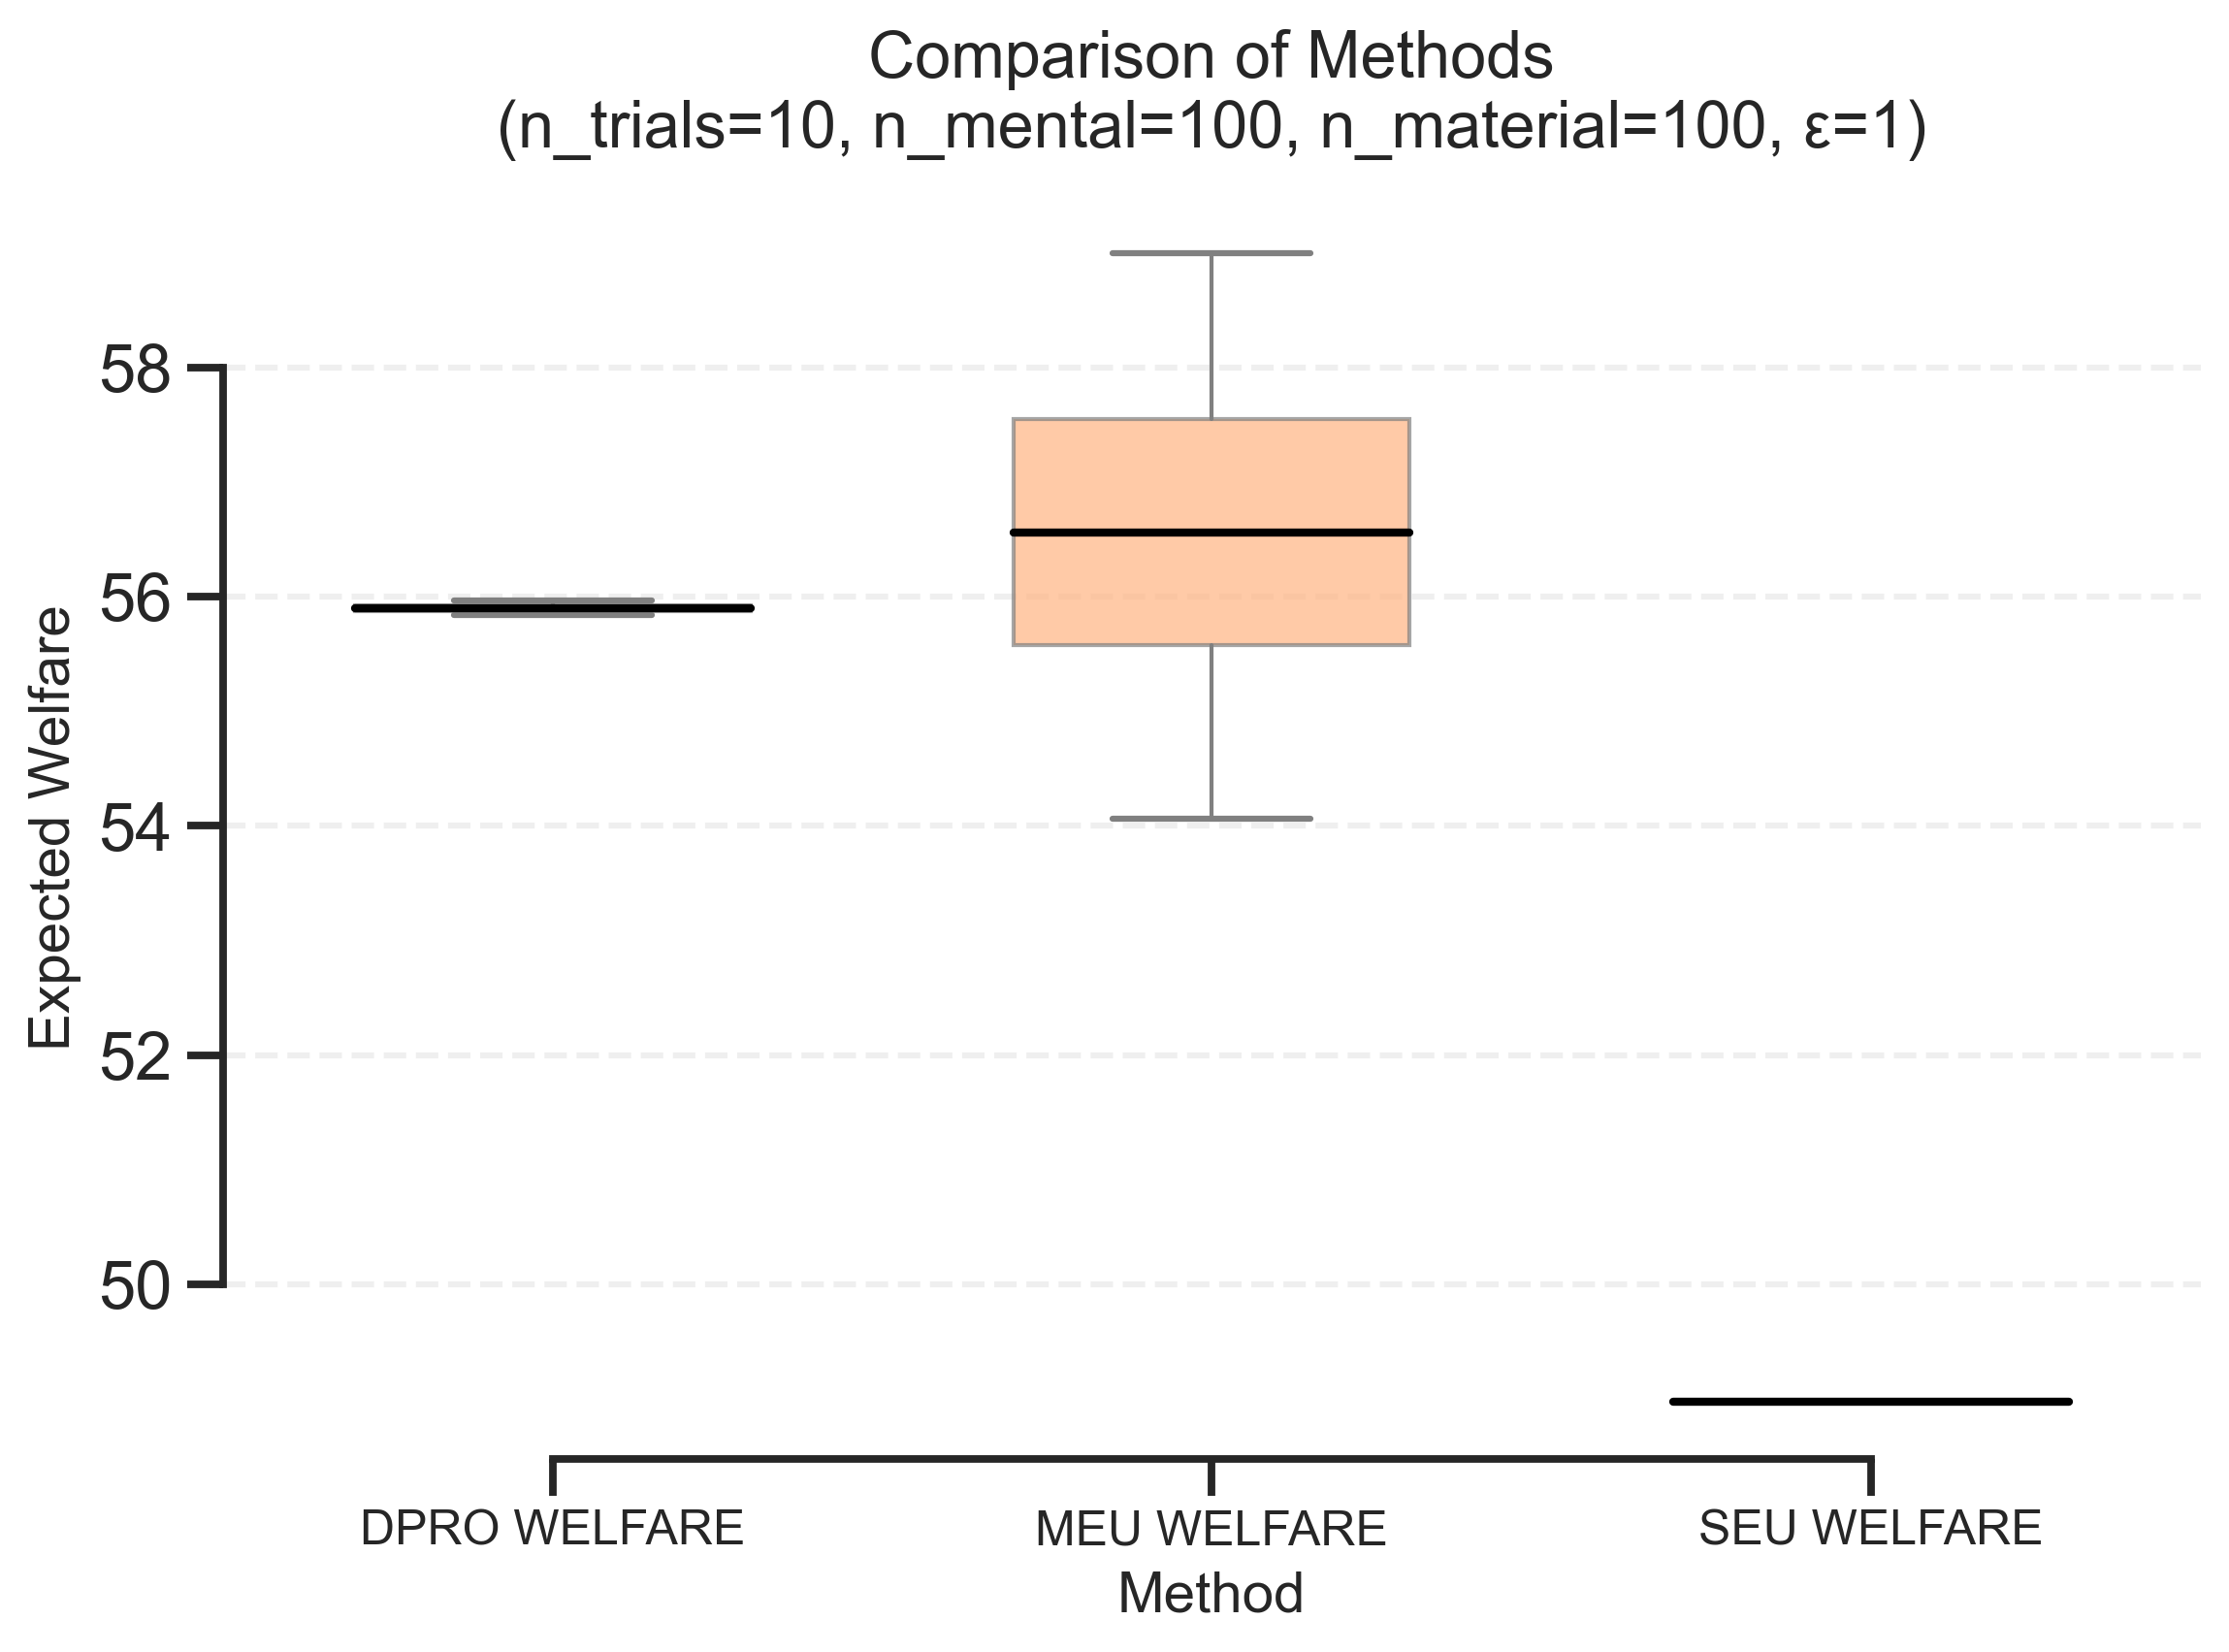 Comparison of Methods
(n_trials=10, n_mental=100, n_material=100, ε=1)
Expected Welfare
58
56
54
52
50
DPRO WELFARE
MEU WELFARE
SEU WELFARE
Method